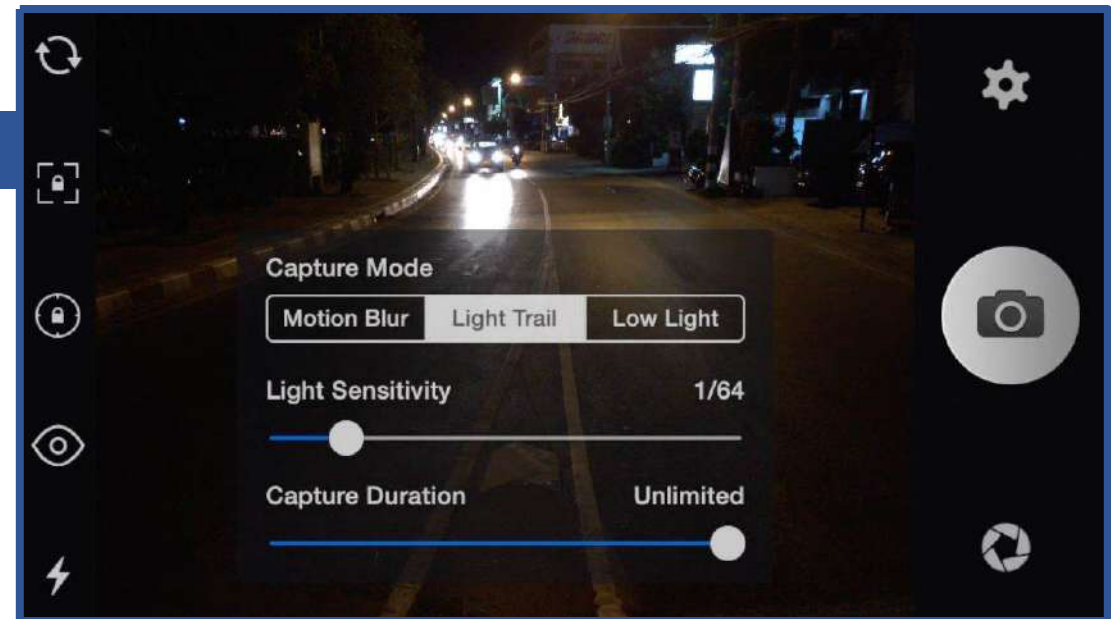 Capture Mode
Motion Blur Light Trail Low Light
Light Sensitivity 1/64
Capture Duration Unlimited